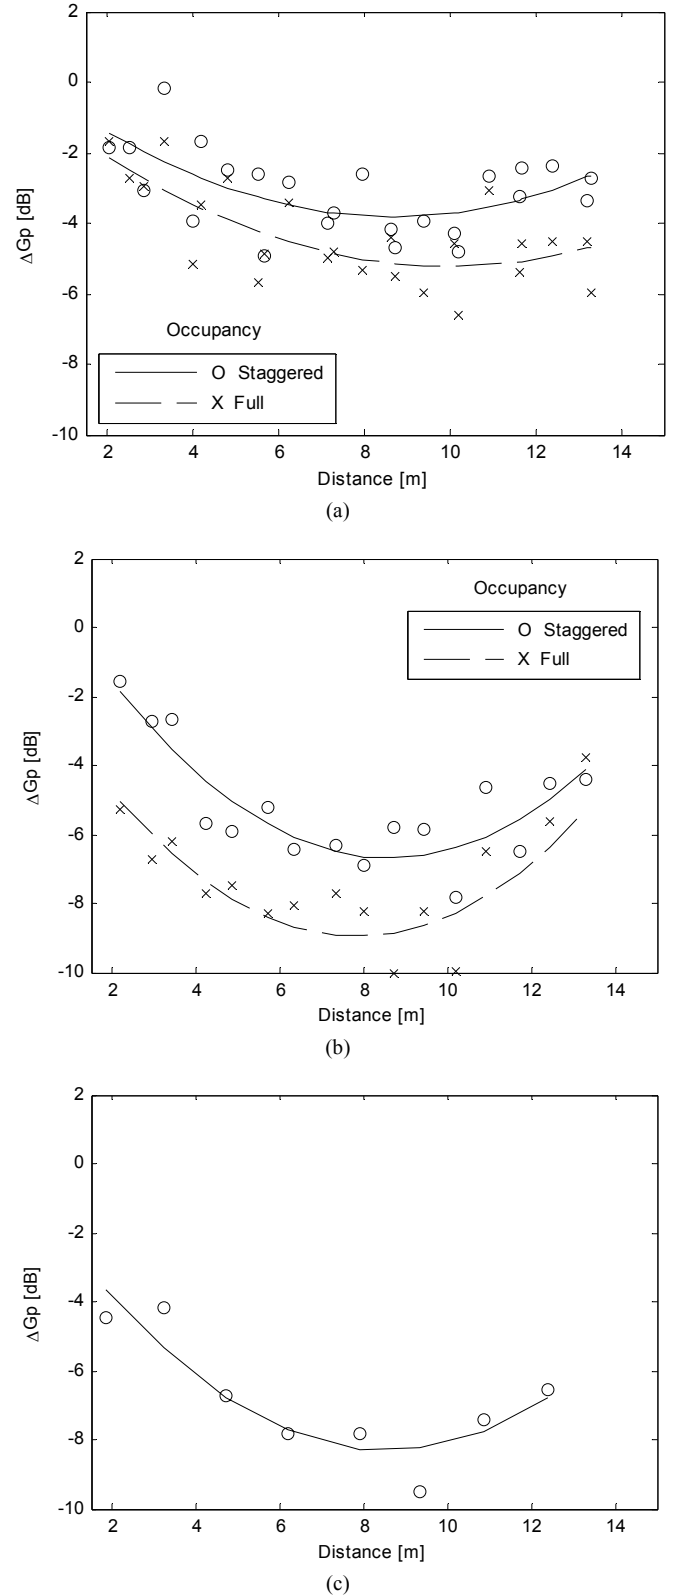 2
0
-2
-4
-6
-8
-10
ΔGp [dB]
Occupancy
O Staggered
X Full
2 4 6 8 10 12 14
Distance [m]
(a)
2
0
-2
-4
-6
-8
-10
ΔGp [dB]
Occupancy
O Staggered
X Full
2 4 6 8 10 12 14
Distance [m]
(b)
2
0
-2
-4
-6
-8
-10
ΔGp [dB]
2 4 6 8 10 12 14
Distance [m]
(c)